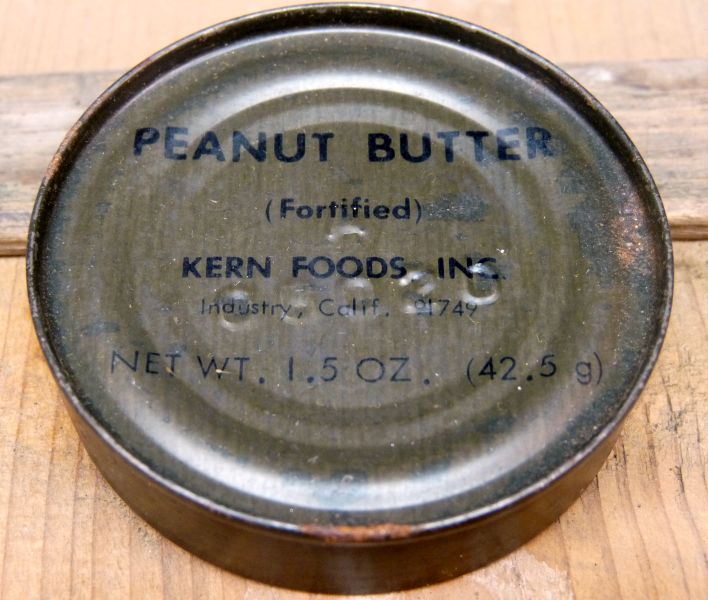 PEANUT BUTTER
(Fortified)
KERN FOODS, INC.
Industry, Calif. 91749
NET WT. 1.5 OZ. (42.5 g)